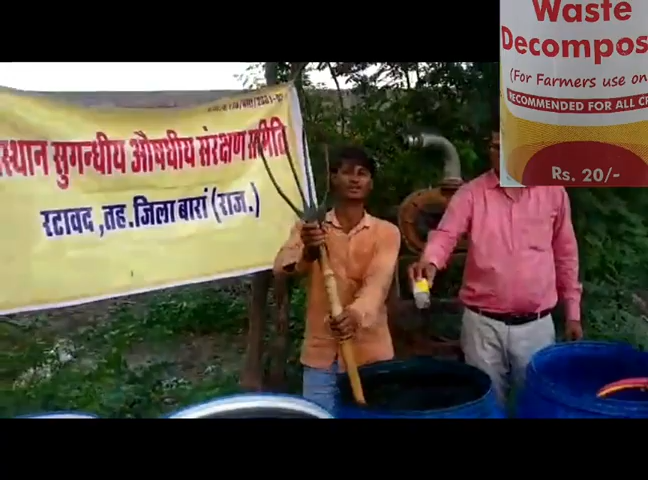 Waste
Decompos
(For Farmers use on
RECOMMENDED FOR ALL C
Rs. 20/-
स्थान सुगन्धीय औषधीय संरक्षण समिति
रटावद ,तह.जिला बारां (राज.)